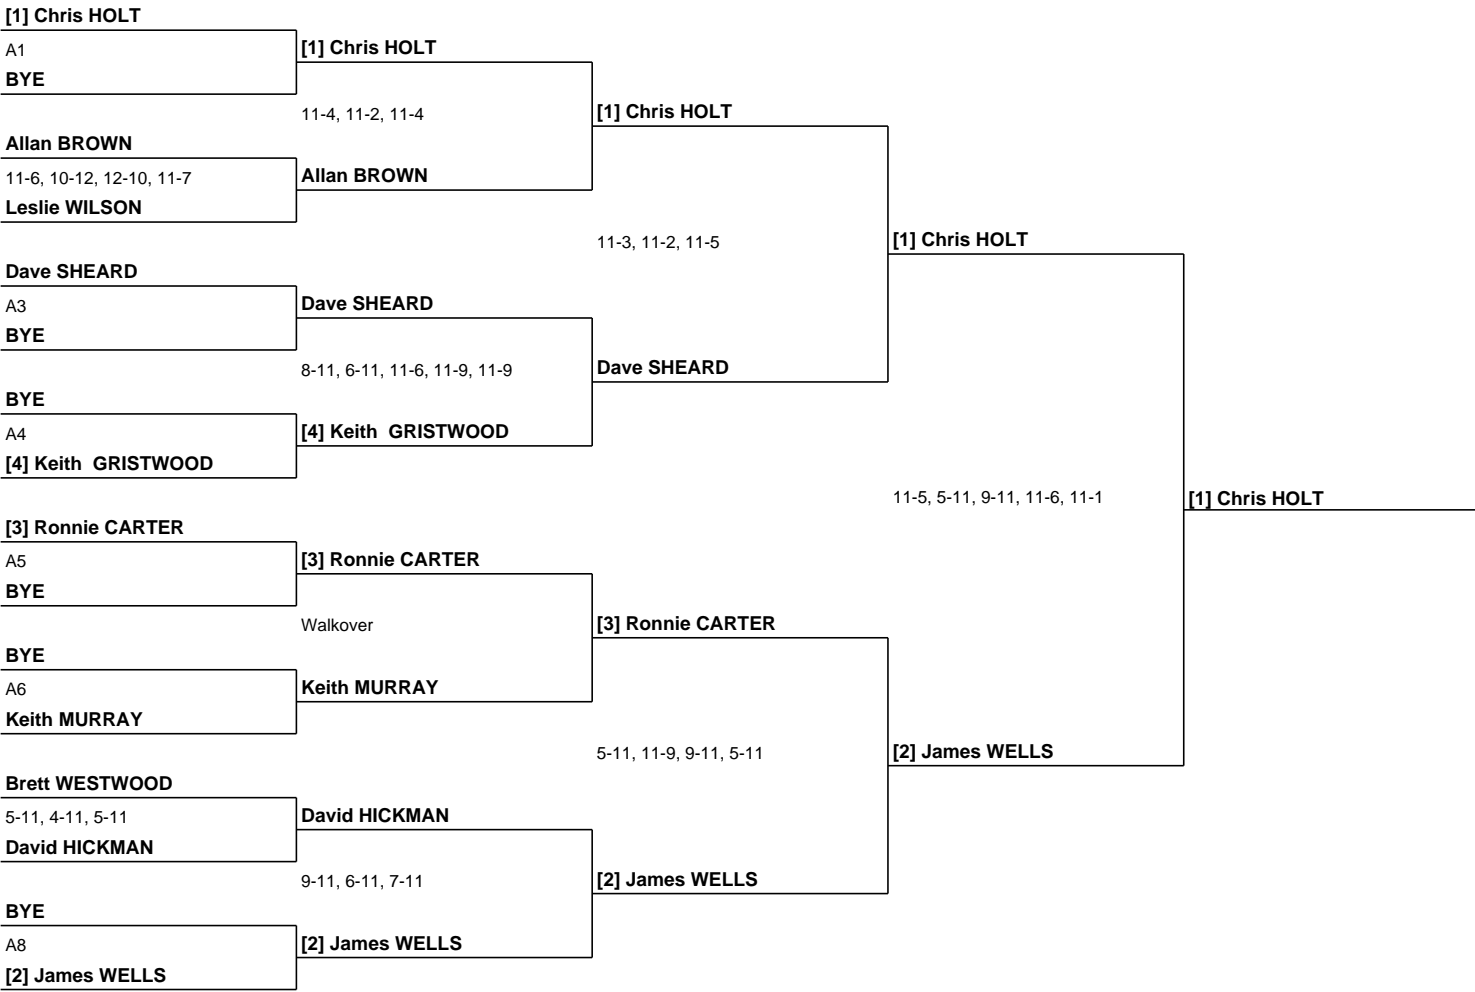 [1] Chris HOLT
A1
BYE
[1] Chris HOLT
11-4, 11-2, 11-4
[1] Chris HOLT
Allan BROWN
11-6, 10-12, 12-10, 11-7
Leslie WILSON
Allan BROWN
11-3, 11-2, 11-5
[1] Chris HOLT
Dave SHEARD
A3
BYE
Dave SHEARD
8-11, 6-11, 11-6, 11-9, 11-9
Dave SHEARD
BYE
A4
[4] Keith  GRISTWOOD
[4] Keith  GRISTWOOD
11-5, 5-11, 9-11, 11-6, 11-1
[1] Chris HOLT
[3] Ronnie CARTER
A5
BYE
[3] Ronnie CARTER
Walkover
[3] Ronnie CARTER
BYE
A6
Keith MURRAY
Keith MURRAY
5-11, 11-9, 9-11, 5-11
[2] James WELLS
Brett WESTWOOD
5-11, 4-11, 5-11
David HICKMAN
David HICKMAN
9-11, 6-11, 7-11
[2] James WELLS
BYE
A8
[2] James WELLS
[2] James WELLS